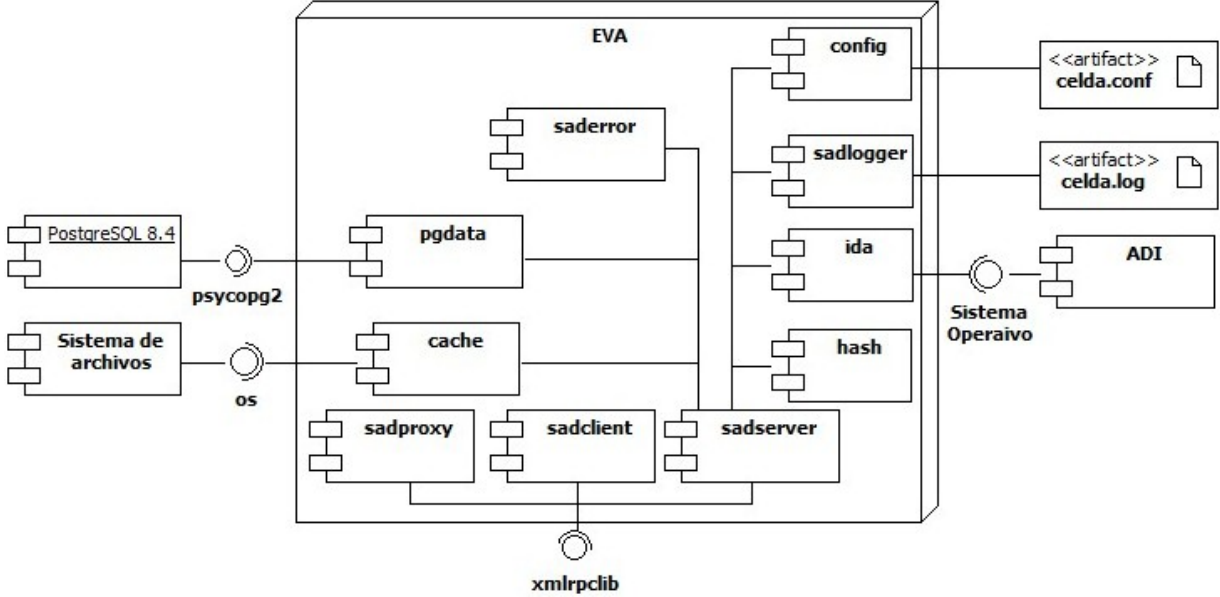 EVA
config
<<artifact>>
celda.conf
saderror
sadlogger
<<artifact>>
celda.log
PostgreSQL 8.4
pgdata
ida
ADI
psycopg2
Sistema
Operaivo
Sistema de
archivos
cache
hash
os
sadproxy
sadclient
sadserver
xmlrpclib